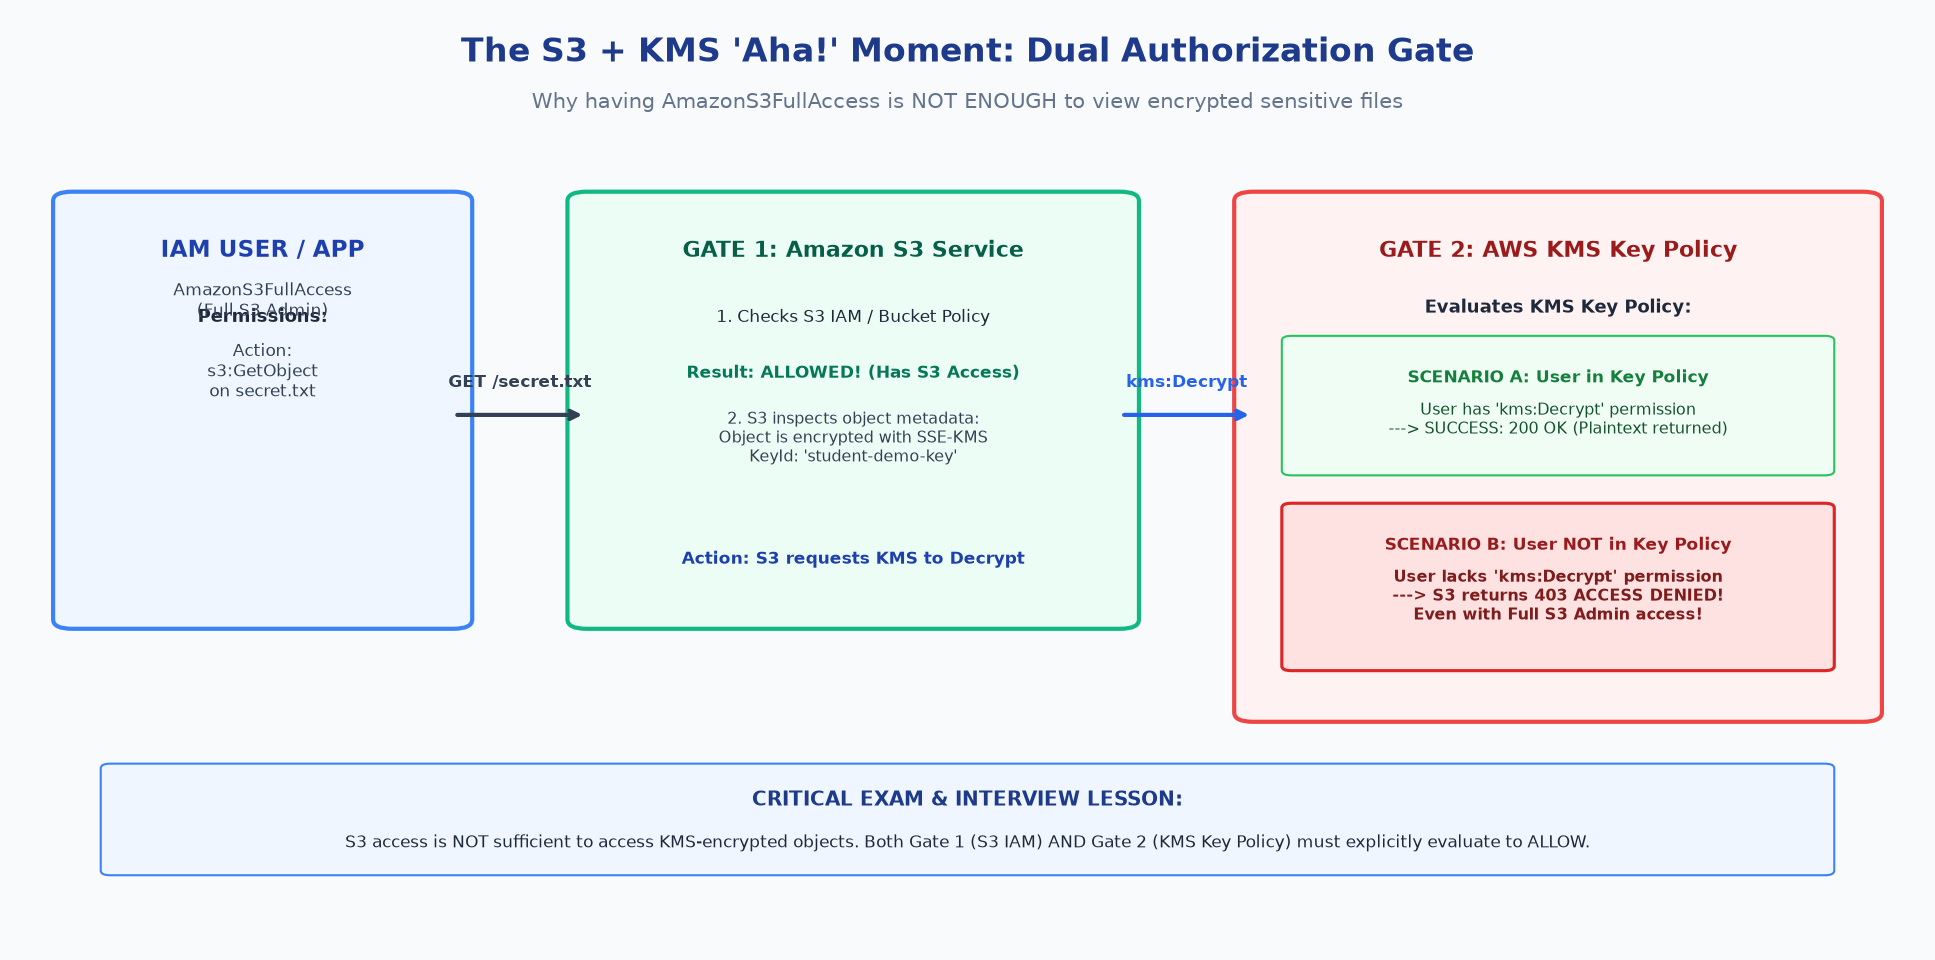 The S3 + KMS 'Aha!' Moment: Dual Authorization Gate
Why having AmazonS3FullAccess is NOT ENOUGH to view encrypted sensitive files
IAM USER / APP
AmazonS3FullAccess
(Full S3 Admin)
Permissions:
Action:
s3:GetObject
on secret.txt
GET /secret.txt
GATE 1: Amazon S3 Service
1. Checks S3 IAM / Bucket Policy
Result: ALLOWED! (Has S3 Access)
2. S3 inspects object metadata:
Object is encrypted with SSE-KMS
KeyId: 'student-demo-key'
Action: S3 requests KMS to Decrypt
kms:Decrypt
GATE 2: AWS KMS Key Policy
Evaluates KMS Key Policy:
SCENARIO A: User in Key Policy
User has 'kms:Decrypt' permission
---> SUCCESS: 200 OK (Plaintext returned)
SCENARIO B: User NOT in Key Policy
User lacks 'kms:Decrypt' permission
---> S3 returns 403 ACCESS DENIED!
Even with Full S3 Admin access!
CRITICAL EXAM & INTERVIEW LESSON:
S3 access is NOT sufficient to access KMS-encrypted objects. Both Gate 1 (S3 IAM) AND Gate 2 (KMS Key Policy) must explicitly evaluate to ALLOW.